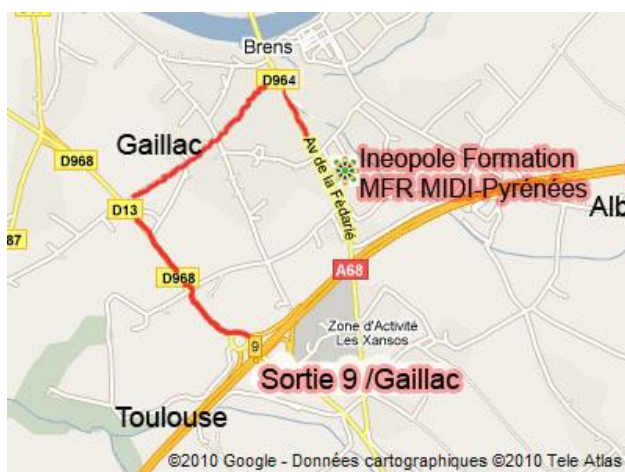 Brens
D964
Gaillac
Av de la Fédarié
Ineopole Formation
MFR MIDI-Pyrénées
D968
D13
87
Alb
D968
A68
9
Zone d'Activité
Les Xansos
Sortie 9 /Gaillac
Toulouse
©2010 Google - Données cartographiques ©2010 Tele Atlas